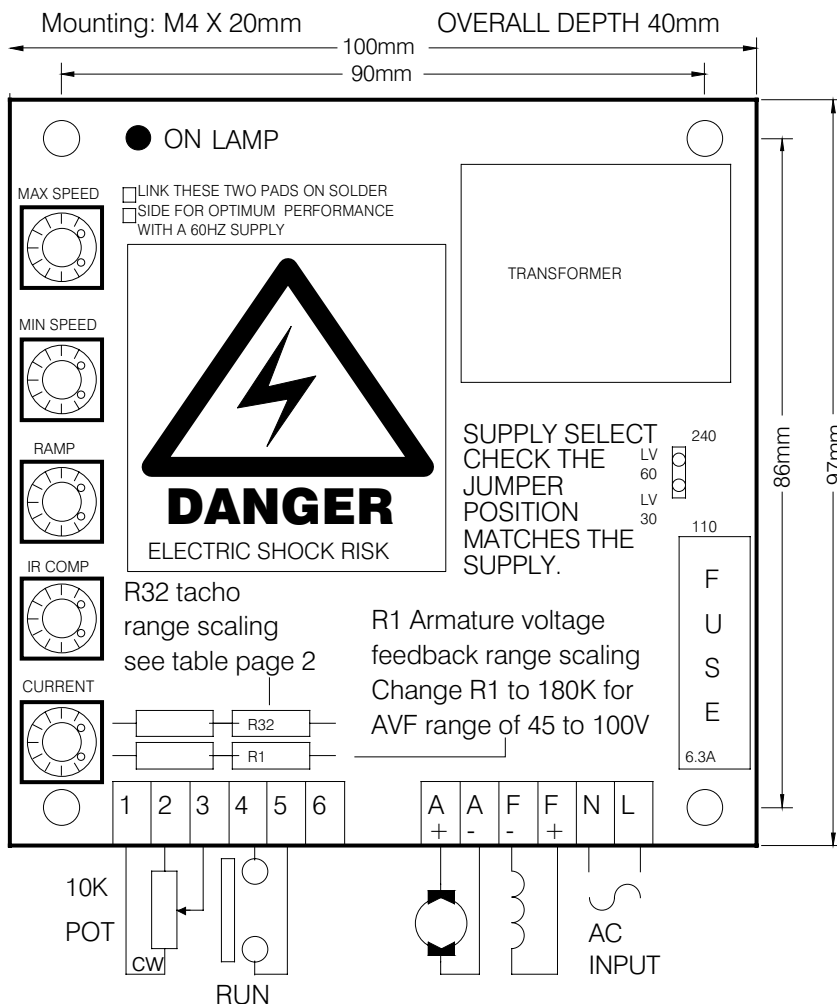 Mounting: M4 X 20mm
OVERALL DEPTH 40mm
100mm
90mm
ON LAMP
MAX SPEED
LINK THESE TWO PADS ON SOLDER
SIDE FOR OPTIMUM PERFORMANCE
WITH A 60HZ SUPPLY
TRANSFORMER
MIN SPEED
RAMP
IR COMP
CURRENT
DANGER
ELECTRIC SHOCK RISK
SUPPLY SELECT
CHECK THE
JUMPER
POSITION
MATCHES THE
SUPPLY.
240
LV
60
LV
30
110
86mm
97mm
F
U
S
E
6.3A
R32 tacho
range scaling
see table page 2
R1 Armature voltage
feedback range scaling
Change R1 to 180K for
AVF range of 45 to 100V
R32
R1
1 2 3 4 5 6
A A F F N L
+ - - +
10K
POT
CW
RUN
AC
INPUT